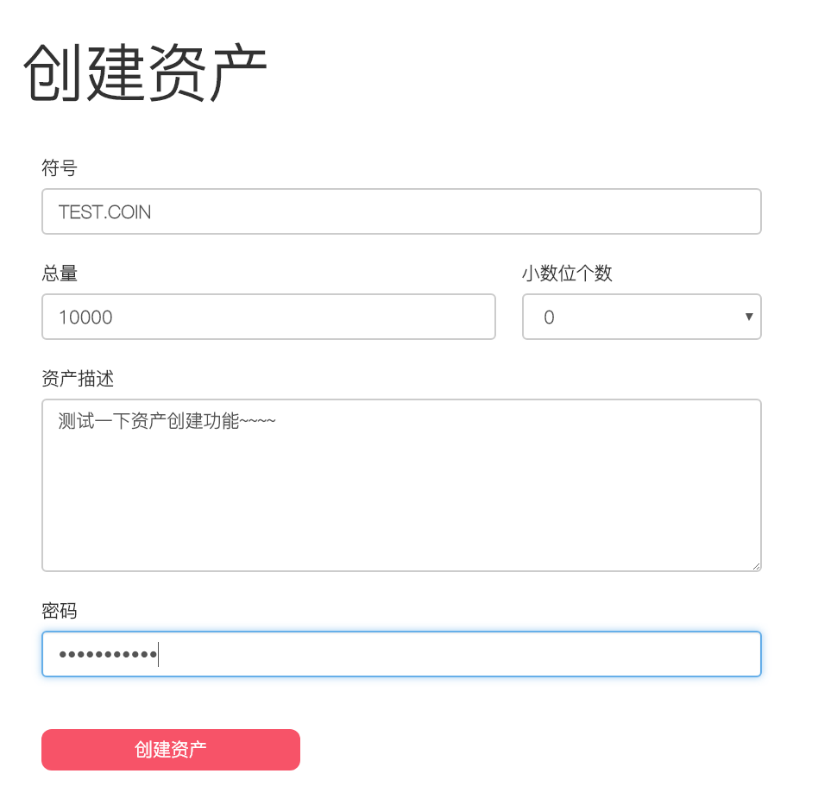 创建资产
符号
TEST.COIN
总量
小数位个数
10000
0
资产描述
测试一下资产创建功能~~~~
密码
•••••••••••
创建资产